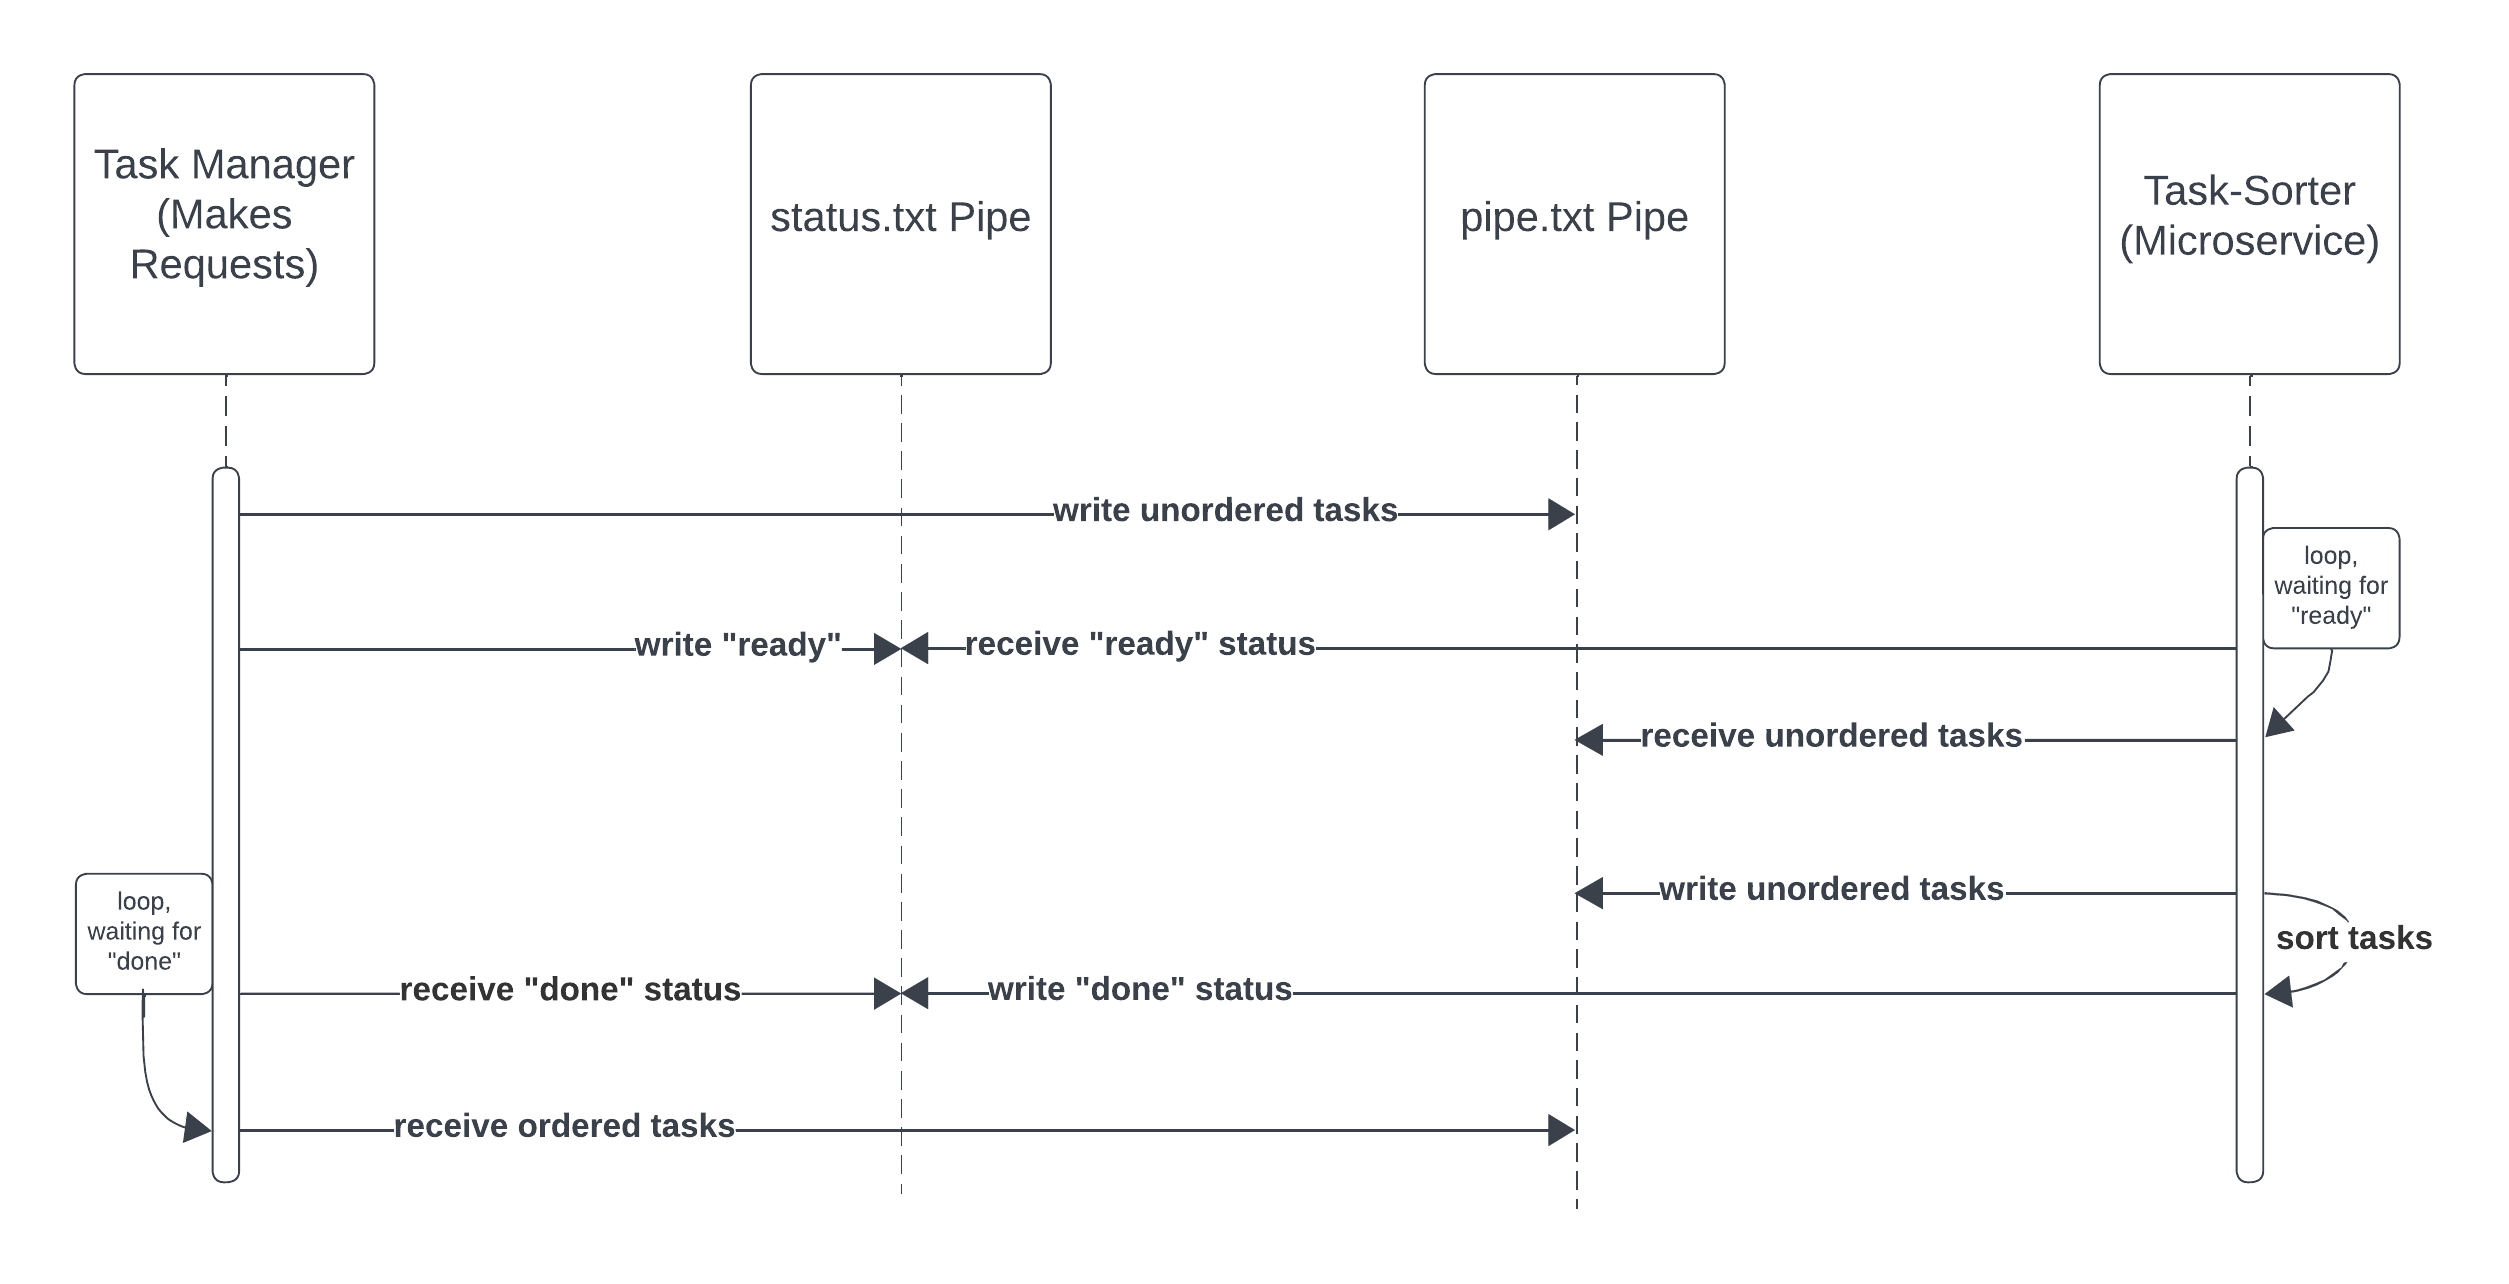 Task Manager
(Makes
Requests)
status.txt Pipe
pipe.txt Pipe
Task-Sorter
(Microservice)
write unordered tasks
loop,
waiting for
"ready"
write "ready"
receive "ready" status
receive unordered tasks
write unordered tasks
loop,
waiting for
"done"
sort tasks
receive "done" status
write "done" status
receive ordered tasks